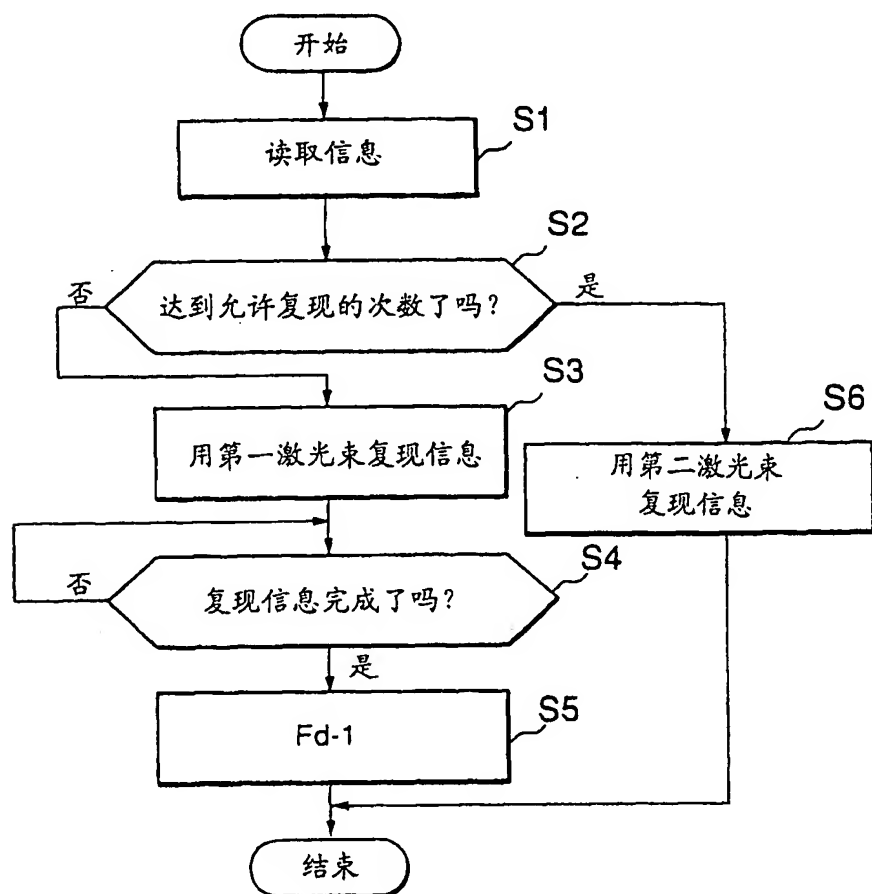 开始
S1
读取信息
S2
否
是
达到允许复现的次数了吗？
S3
S6
用第一激光束复现信息
用第二激光束
复现信息
S4
否
复现信息完成了吗？
是
S5
Fd-1
结束